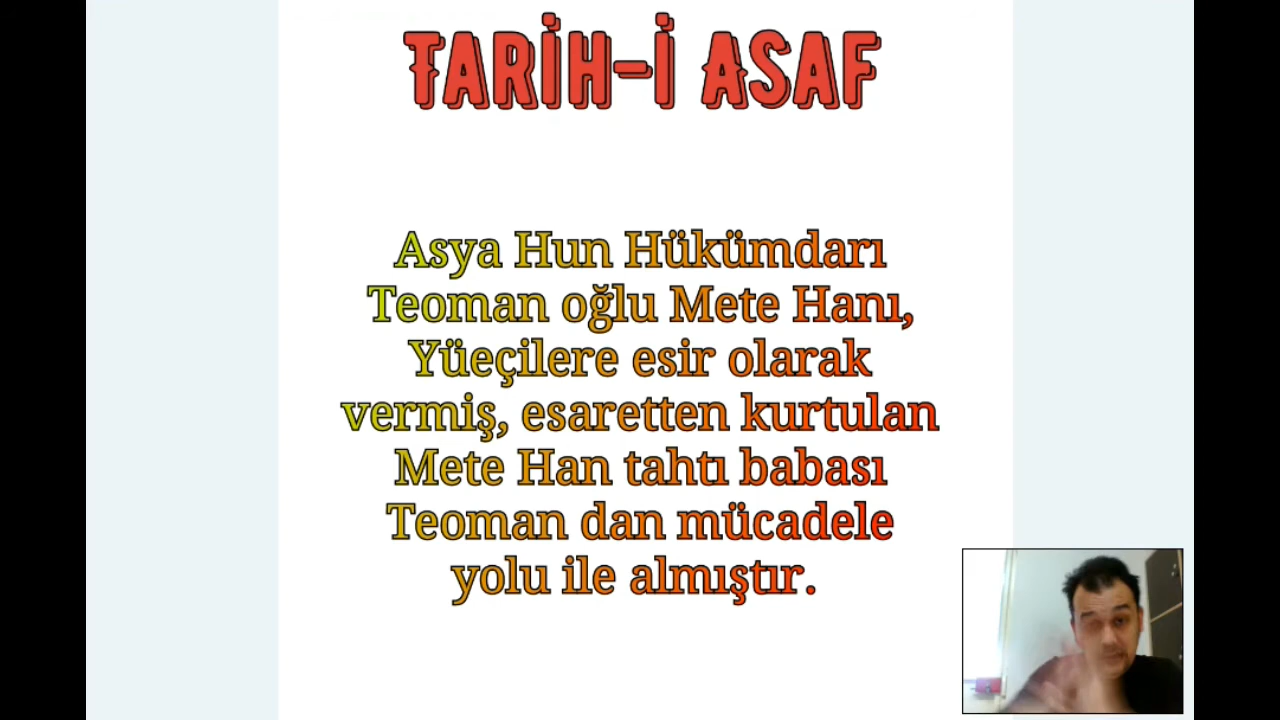 TARİH-İ ASAF
Asya Hun Hükümdarı
Teoman oğlu Mete Hanı,
Yüeçilere esir olarak
vermiş, esaretten kurtulan
Mete Han tahtı babası
Teoman dan mücadele
yolu ile almıştır.